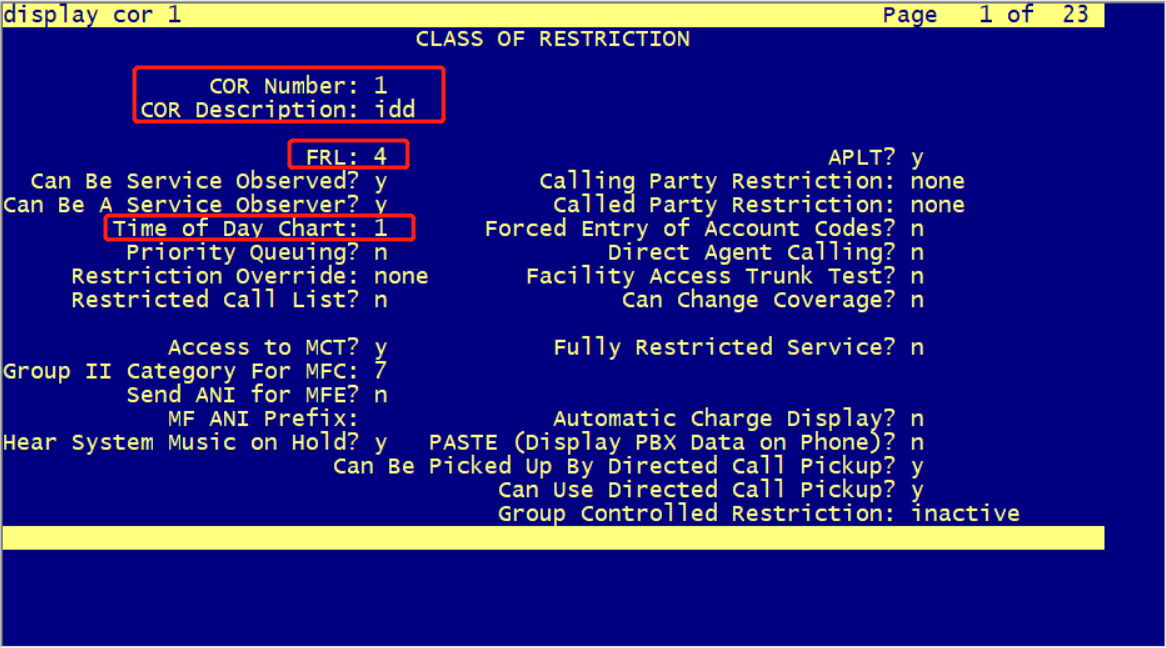 display cor 1 Page 1 of 23
CLASS OF RESTRICTION
COR Number: 1
COR Description: idd
FRL: 4 APLT? y
Can Be Service Observed? y Calling Party Restriction: none
Can Be A Service Observer? y Called Party Restriction: none
Time of Day Chart: 1 Forced Entry of Account Codes? n
Priority Queuing? n Direct Agent Calling? n
Restriction Override: none Facility Access Trunk Test? n
Restricted Call List? n Can Change Coverage? n
Access to MCT? y Fully Restricted Service? n
Group II Category For MFC: 7
Send ANI for MFE? n
MF ANI Prefix: Automatic Charge Display? n
Hear System Music on Hold? y PASTE (Display PBX Data on Phone)? n
Can Be Picked Up By Directed Call Pickup? y
Can Use Directed Call Pickup? y
Group Controlled Restriction: inactive